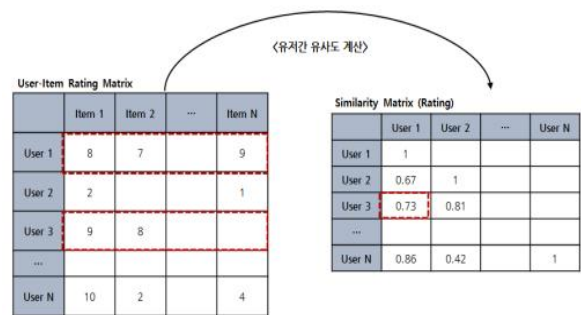 <유저간 유사도 계산>
User-Item Rating Matrix
Item 1 Item 2 ... Item N
User 1 8 7 9
User 2 2 1
User 3 9 8
...
User N 10 2 4
Similarity Matrix (Rating)
User 1 User 2 ... User N
User 1 1
User 2 0.67 1
User 3 0.73 0.81
...
User N 0.86 0.42 1